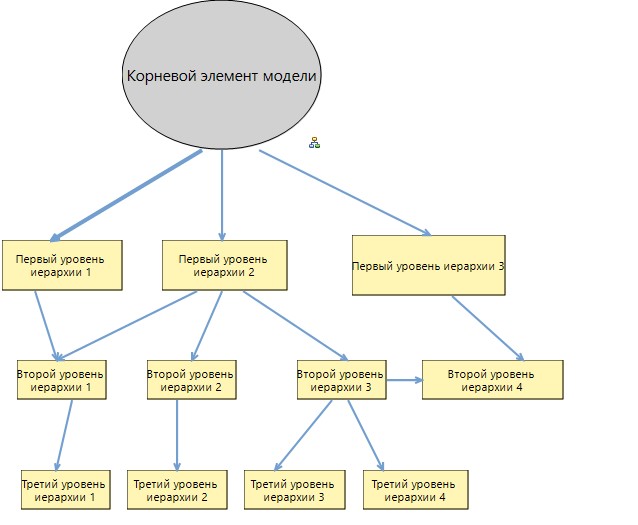 Корневой элемент модели
Первый уровень
иерархии 1
Первый уровень
иерархии 2
Первый уровень иерархии 3
Второй уровень
иерархии 1
Второй уровень
иерархии 2
Второй уровень
иерархии 3
Второй уровень
иерархии 4
Третий уровень
иерархии 1
Третий уровень
иерархии 2
Третий уровень
иерархии 3
Третий уровень
иерархии 4